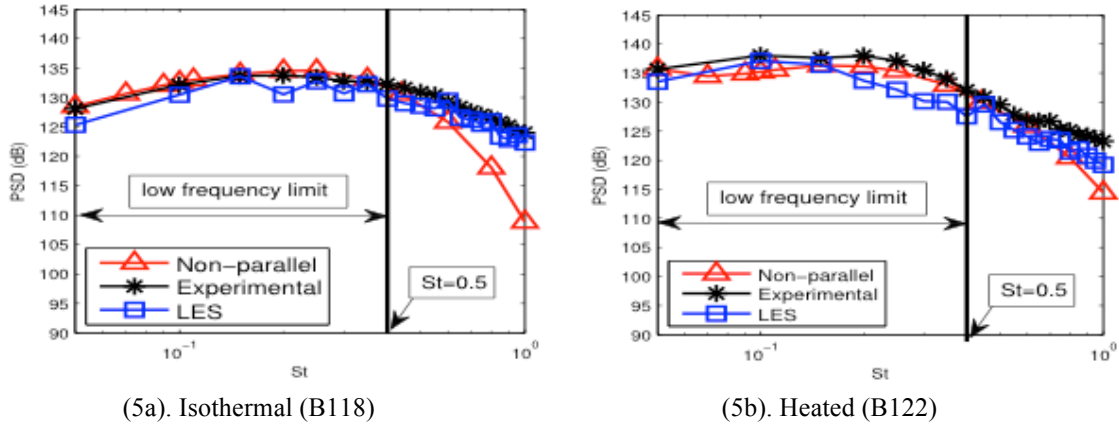 145
140
135
130
125
120
115
110
105
100
95
90
PSD (dB)
low frequency limit
Non-parallel
Experimental
LES
St=0.5
10⁻¹
10⁰
St
(5a). Isothermal (B118)
145
140
135
130
125
120
115
110
105
100
95
90
PSD (dB)
low frequency limit
Non-parallel
Experimental
LES
St=0.5
10⁻¹
10⁰
St
(5b). Heated (B122)